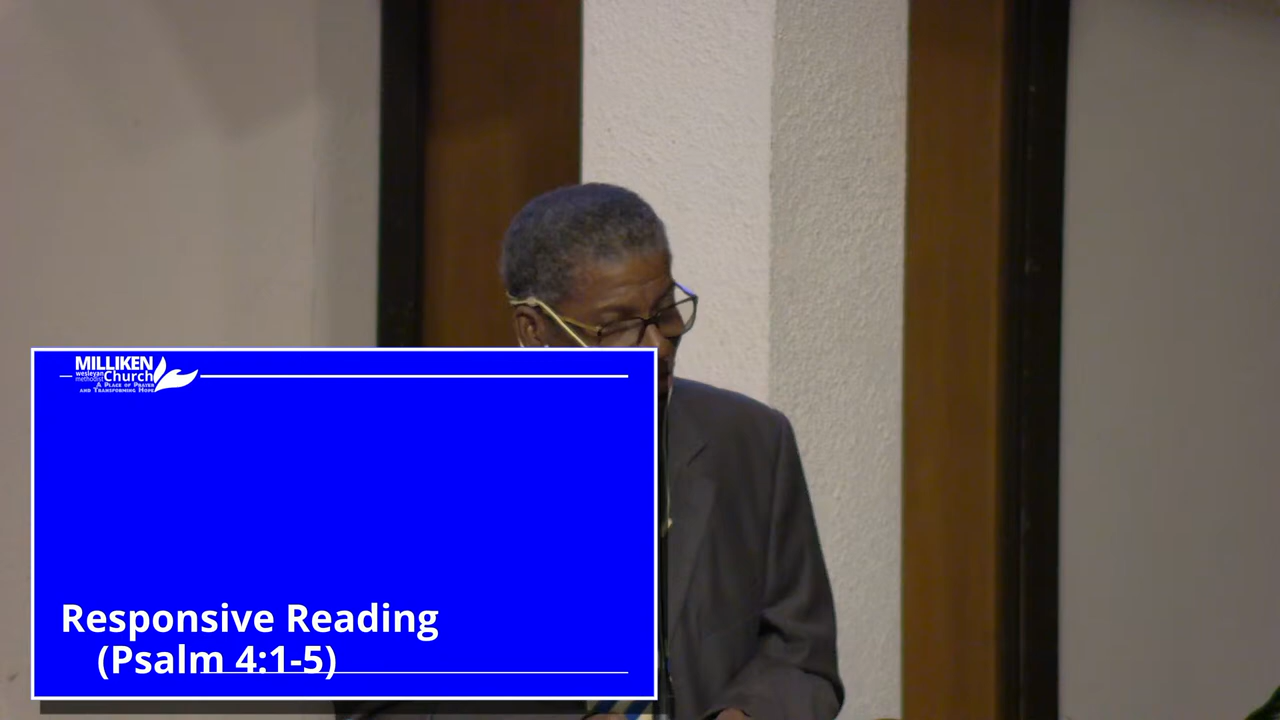 MILLIKEN
wesleyan
methodist Church
A Place of Prayer
and Transforming Hope
Responsive Reading
(Psalm 4:1-5)